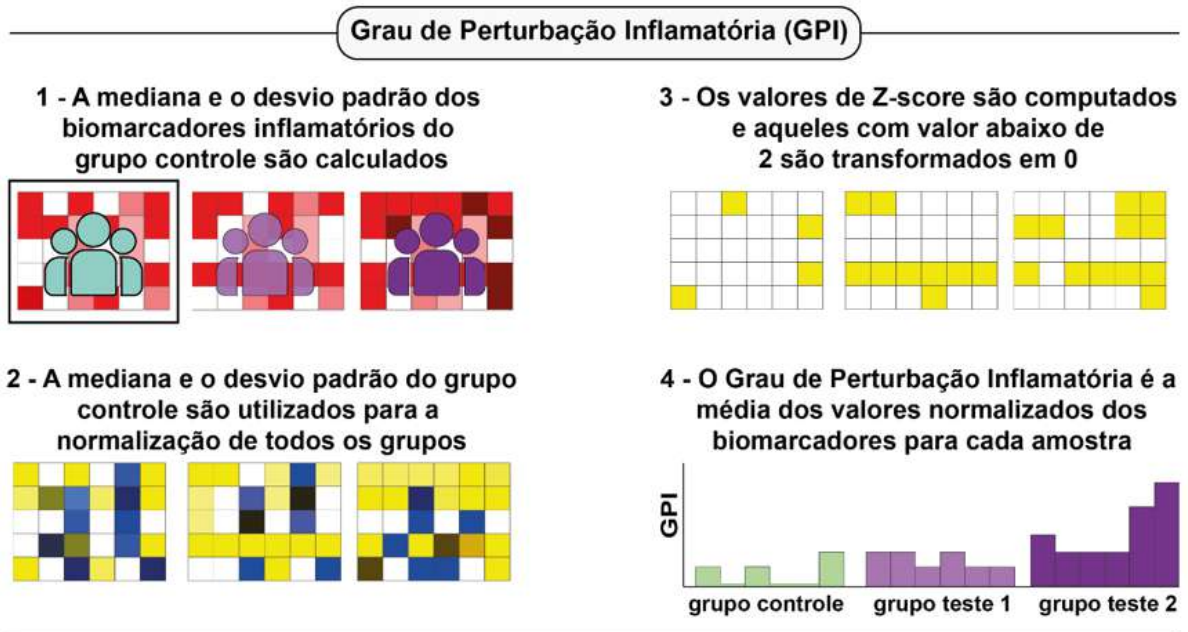 Grau de Perturbação Inflamatória (GPI)
1 - A mediana e o desvio padrão dos
biomarcadores inflamatórios do
grupo controle são calculados
2 - A mediana e o desvio padrão do grupo
controle são utilizados para a
normalização de todos os grupos
3 - Os valores de Z-score são computados
e aqueles com valor abaixo de
2 são transformados em 0
4 - O Grau de Perturbação Inflamatória é a
média dos valores normalizados dos
biomarcadores para cada amostra
GPI
grupo controle
grupo teste 1
grupo teste 2